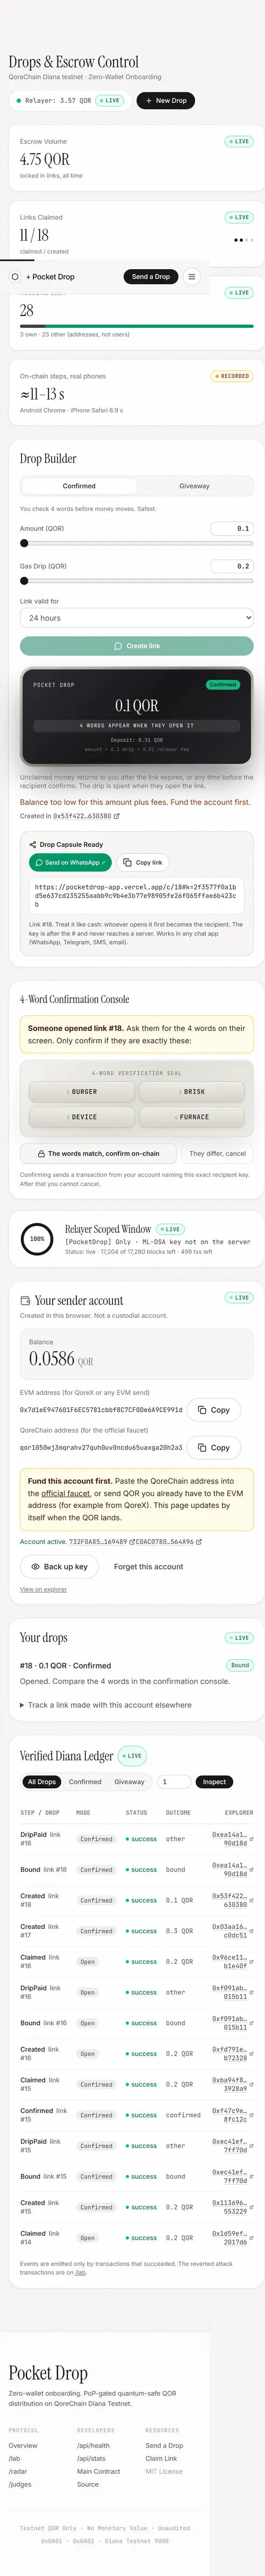 Drops & Escrow Control
QoreChain Diana testnet · Zero-Wallet Onboarding
Relayer: 3.57 QOR LIVE
+ New Drop
Escrow Volume LIVE
4.75 QOR
locked in links, all time
Links Claimed LIVE
11 / 18
claimed / created
+ Pocket Drop Send a Drop
LIVE
28
3 own · 25 other (addresses, not users)
On-chain steps, real phones RECORDED
≈11–13 s
Android Chrome · iPhone Safari 6.9 s
Drop Builder
Confirmed Giveaway
You check 4 words before money moves. Safest.
Amount (QOR) 0.1
Gas Drip (QOR) 0.2
Link valid for
24 hours
Create link
POCKET DROP Confirmed
0.1 QOR
4 WORDS APPEAR WHEN THEY OPEN IT
Deposit: 0.31 QOR
amount + 0.2 drip + 0.01 relayer fee
Unclaimed money returns to you after the link expires, or any time before the
recipient confirms. The drip is spent when they open the link.
Balance too low for this amount plus fees. Fund the account first.
Created in 0x53f422…630380
Drop Capsule Ready
Send on WhatsApp ↗ Copy link
https://pocketdrop-app.vercel.app/c/18#k=2f3577f0a1b
d5e637cd235255aabb9c9b4e3b77e98905fe26f065ffae6b423c
b
Link #18. Treat it like cash: whoever opens it first becomes the recipient. The
key is after the # and never reaches a server. Works in any chat app
(WhatsApp, Telegram, SMS, email).
4-Word Confirmation Console
Someone opened link #18. Ask them for the 4 words on their
screen. Only confirm if they are exactly these:
4-WORD VERIFICATION SEAL
BURGER BRISK
DEVICE FURNACE
The words match, confirm on-chain They differ, cancel
Confirming sends a transaction from your account naming this exact recipient key.
After that you cannot cancel.
100%
Relayer Scoped Window LIVE
[PocketDrop] Only · ML-DSA key not on the server
Status: live · 17,204 of 17,280 blocks left · 499 txs left
Your sender account LIVE
Created in this browser. Not a custodial account.
Balance
0.0586 QOR
EVM address (for QoreX or any EVM send)
0x7d1eE947601F6EC5781cbbf8C7CF0De6A9CE991d Copy
QoreChain address (for the official faucet)
qor1050wj3mqrahv27quh0uv0ncdu65uaxga20h2a3 Copy
Fund this account first. Paste the QoreChain address into
the official faucet, or send QOR you already have to the EVM
address (for example from QoreX). This page updates by
itself when the QOR lands.
Account active. 732F0A85…169489 C0AC0780…564A96
Back up key Forget this account
View on explorer
Your drops LIVE
#18 · 0.1 QOR · Confirmed Bound
Opened. Compare the 4 words in the confirmation console.
▶ Track a link made with this account elsewhere
Verified Diana Ledger LIVE
All Drops Confirmed Giveaway 1 Inspect
STEP / DROP MODE STATUS OUTCOME EXPLORER
DripPaid link #18 Confirmed success other 0xea14a1…90d18d
Bound link #18 Confirmed success bound 0xea14a1…90d18d
Created link #18 Confirmed success 0.1 QOR 0x53f422…630380
Created link #17 Confirmed success 0.3 QOR 0x03aa16…c0dc51
Claimed link #16 Open success 0.2 QOR 0x96ce11…b1e40f
DripPaid link #16 Open success other 0xf091ab…015b11
Bound link #16 Open success bound 0xf091ab…015b11
Created link #16 Open success 0.2 QOR 0xfd791e…b72328
Claimed link #15 Confirmed success 0.2 QOR 0xba94f8…3928a9
Confirmed link #15 Confirmed success confirmed 0xf47c9e…8fc12c
DripPaid link #15 Confirmed success other 0xec41ef…7ff70d
Bound link #15 Confirmed success bound 0xec41ef…7ff70d
Created link #15 Confirmed success 0.2 QOR 0x113696…553229
Claimed link #14 Open success 0.2 QOR 0x1d59ef…2017d6
Events are emitted only by transactions that succeeded. The reverted attack
transactions are on /lab.
Pocket Drop
Zero-wallet onboarding. PoP-gated quantum-safe QOR
distribution on QoreChain Diana Testnet.
PROTOCOL DEVELOPERS RESOURCES
Overview /api/health Send a Drop
/lab /api/stats Claim Link
/radar Main Contract MIT License
/judges Source
Testnet QOR Only · No Monetary Value · Unaudited
0x0A01 · 0x0A02 · Diana Testnet 9800